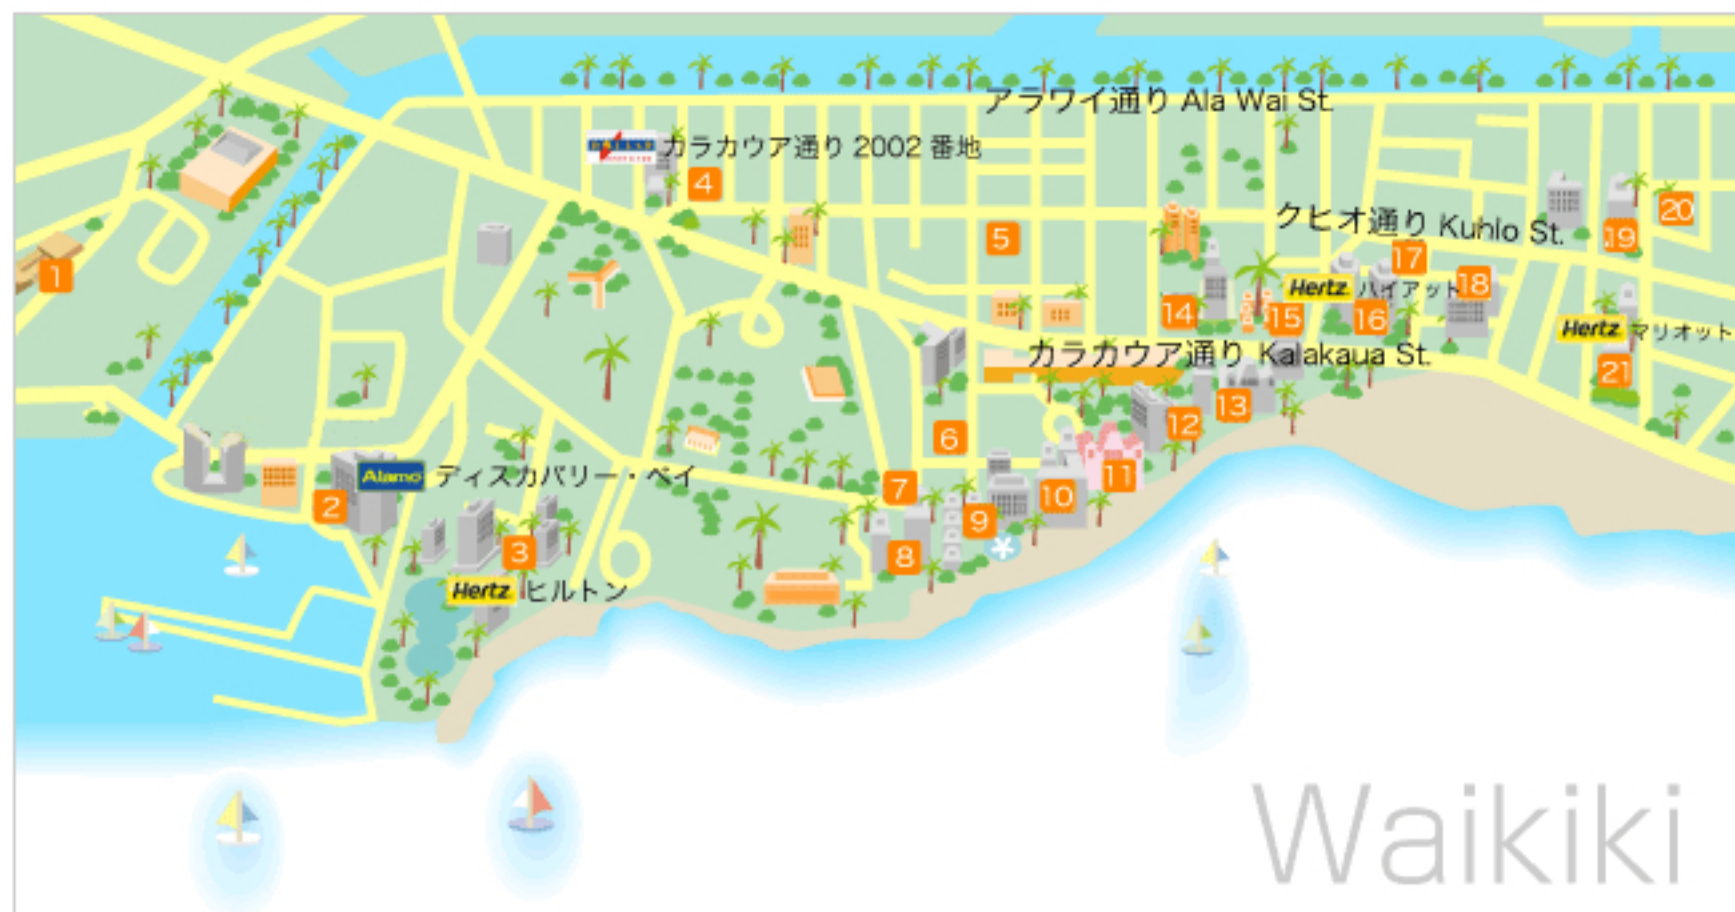 アラワイ通り Ala Wai St.
カラカウア通り 2002 番地
4
20
クヒオ通り Kuhlo St.
19
5
17
1
18
Hertz ハイアット
14
15
16
Hertz マリオット
カラカウア通り Kalakaua St.
21
13
12
6
Alamo ディスカバリー・ベイ
11
7
10
2
9
3
8
Hertz ヒルトン
Waikiki